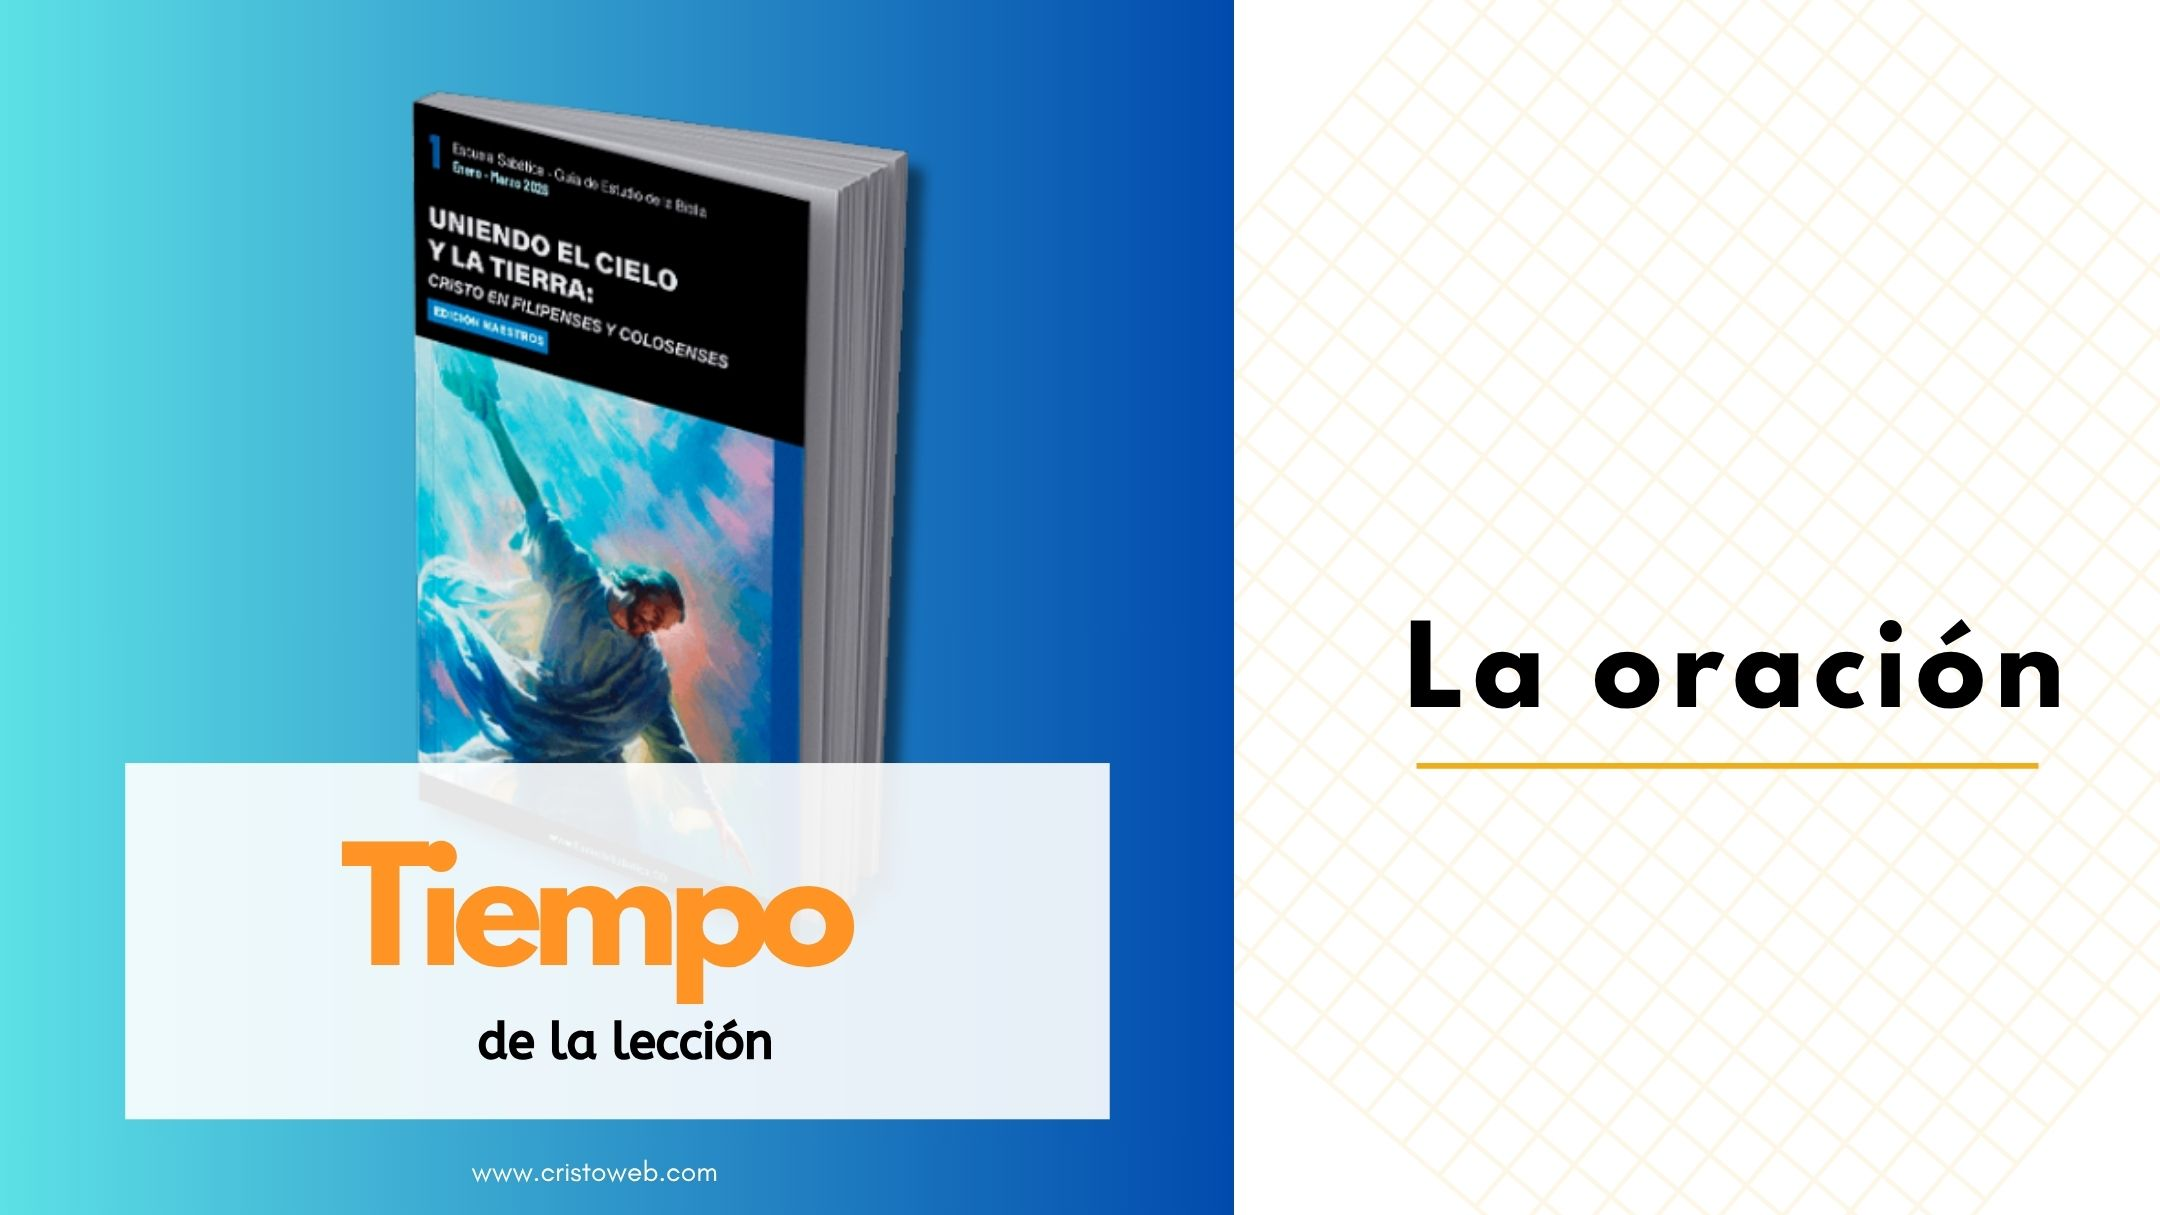 1
Escuela Sabática - Guía de Estudio de la Biblia
Enero - Marzo 2026
UNIENDO EL CIELO
Y LA TIERRA:
CRISTO EN FILIPENSES Y COLOSENSES
EDICIÓN MAESTROS
Tiempo
de la lección
www.cristoweb.com
La oración